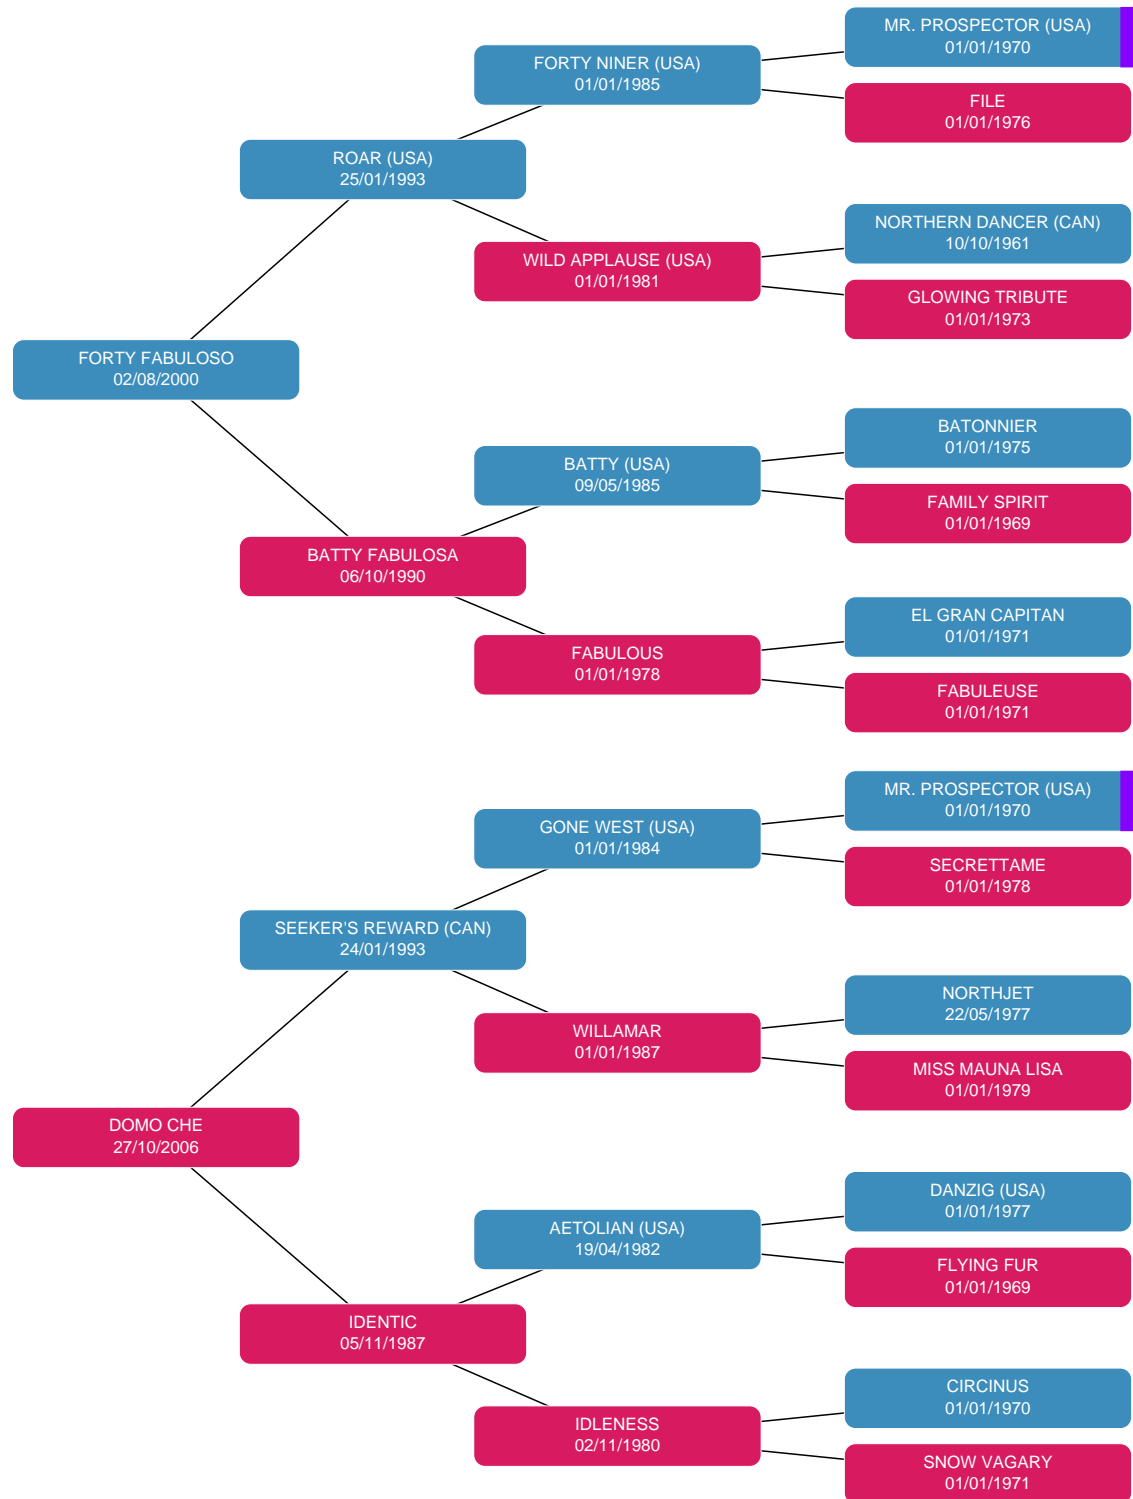 MR. PROSPECTOR (USA)
01/01/1970
FORTY NINER (USA)
01/01/1985
FILE
01/01/1976
ROAR (USA)
25/01/1993
NORTHERN DANCER (CAN)
10/10/1961
WILD APPLAUSE (USA)
01/01/1981
GLOWING TRIBUTE
01/01/1973
FORTY FABULOSO
02/08/2000
BATONNIER
01/01/1975
BATTY (USA)
09/05/1985
FAMILY SPIRIT
01/01/1969
BATTY FABULOSA
06/10/1990
EL GRAN CAPITAN
01/01/1971
FABULOUS
01/01/1978
FABULEUSE
01/01/1971
MR. PROSPECTOR (USA)
01/01/1970
GONE WEST (USA)
01/01/1984
SECRETTAME
01/01/1978
SEEKER'S REWARD (CAN)
24/01/1993
NORTHJET
22/05/1977
WILLAMAR
01/01/1987
MISS MAUNA LISA
01/01/1979
DOMO CHE
27/10/2006
DANZIG (USA)
01/01/1977
AETOLIAN (USA)
19/04/1982
FLYING FUR
01/01/1969
IDENTIC
05/11/1987
CIRCINUS
01/01/1970
IDLENESS
02/11/1980
SNOW VAGARY
01/01/1971